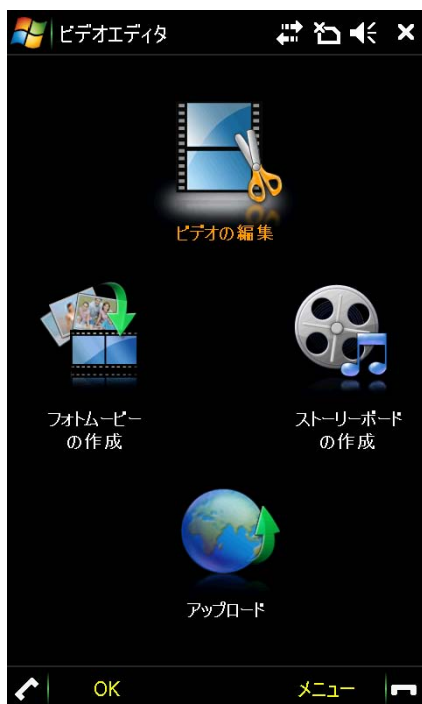 ビデオエディタ
ビデオの編集
フォトムービー
の作成
ストーリーボード
の作成
アップロード
OK
メニュー